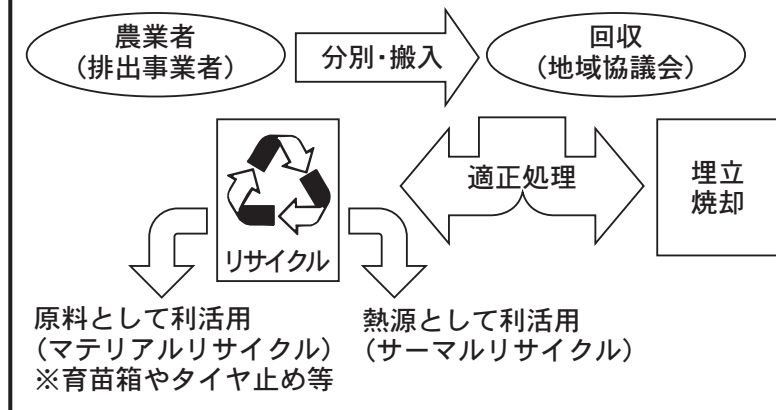 農業者
（排出事業者）
分別・搬入
回収
（地域協議会）
適正処理
埋立
焼却
リサイクル
原料として利活用
（マテリアルリサイクル）
※育苗箱やタイヤ止め等
熱源として利活用
（サーマルリサイクル）